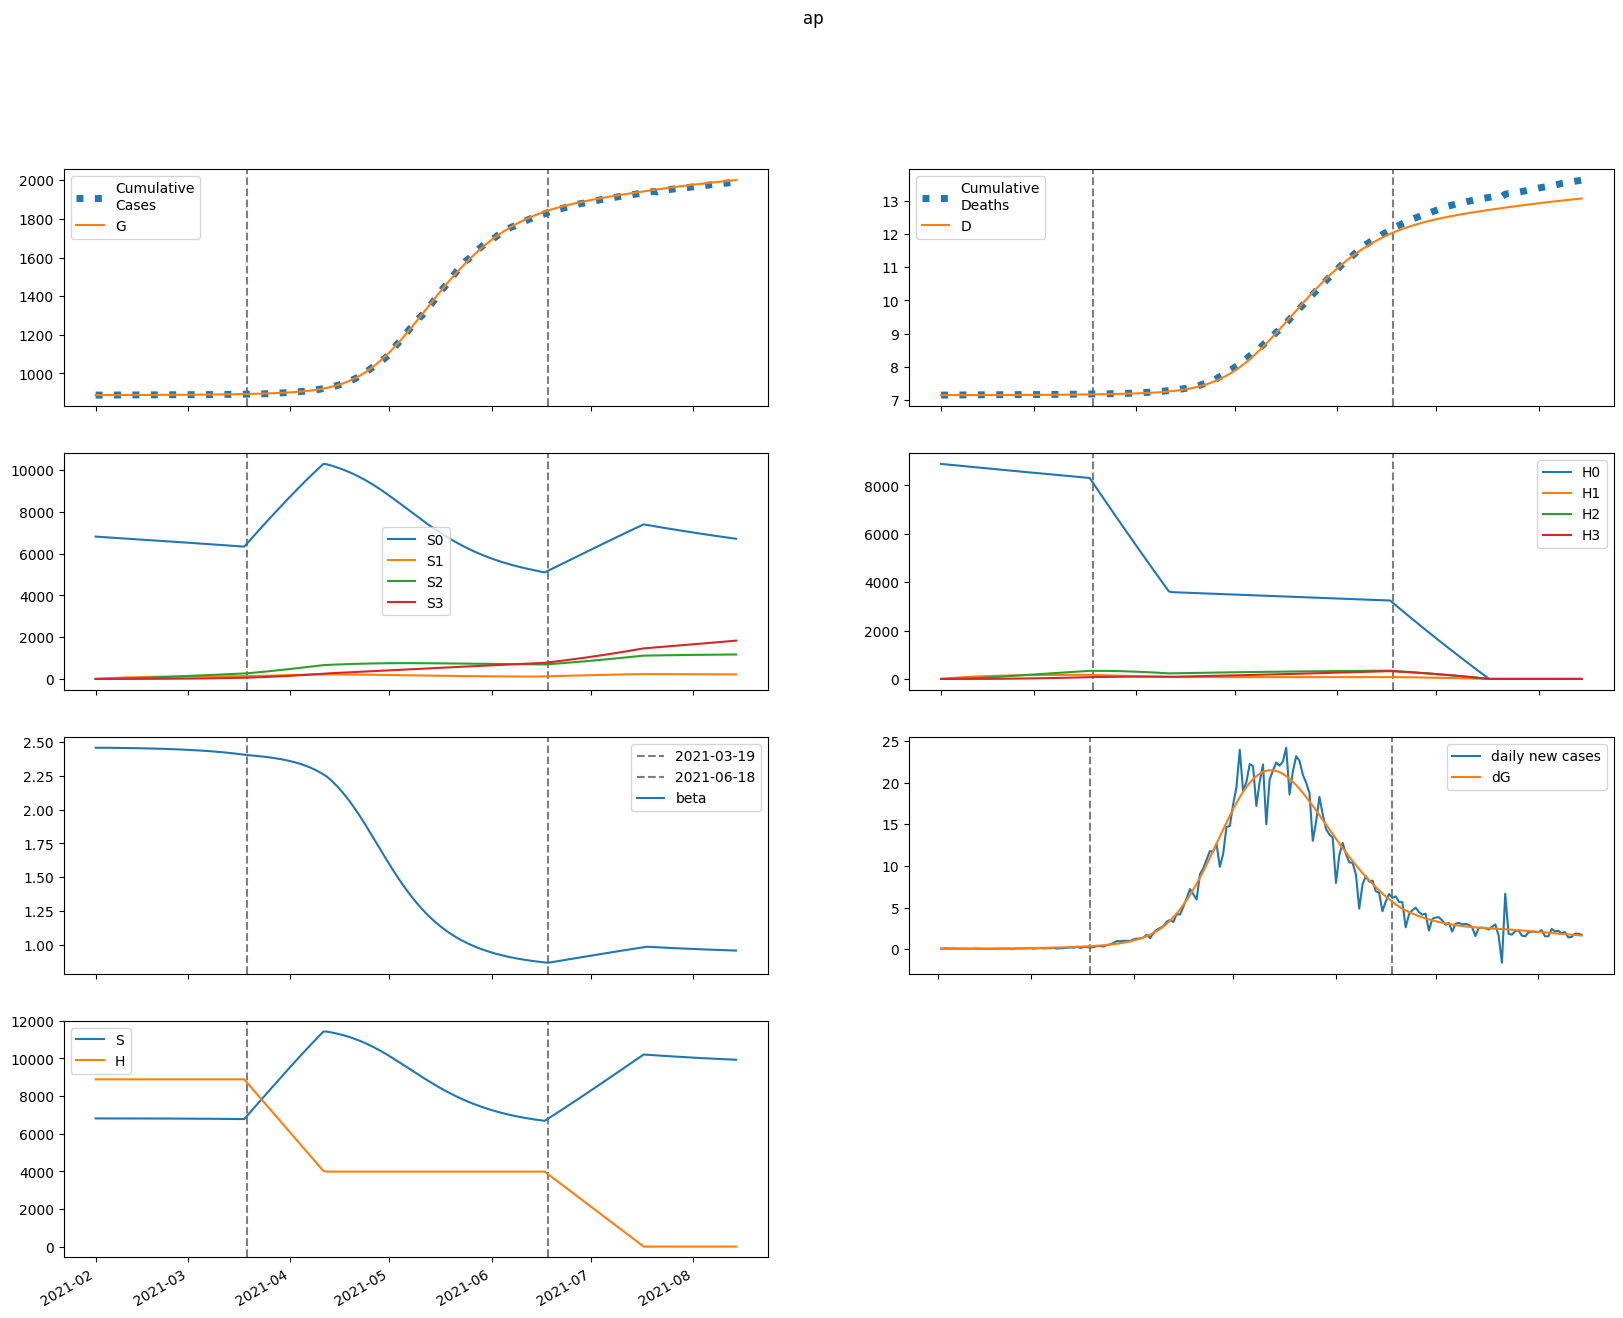 ap
2000
1800
1600
1400
1200
1000
Cumulative
Cases
G
13
12
11
10
9
8
7
Cumulative
Deaths
D
10000
8000
6000
4000
2000
0
S0
S1
S2
S3
8000
6000
4000
2000
0
H0
H1
H2
H3
2.50
2.25
2.00
1.75
1.50
1.25
1.00
2021-03-19
2021-06-18
beta
25
20
15
10
5
0
daily new cases
dG
12000
10000
8000
6000
4000
2000
0
S
H
2021-02
2021-03
2021-04
2021-05
2021-06
2021-07
2021-08